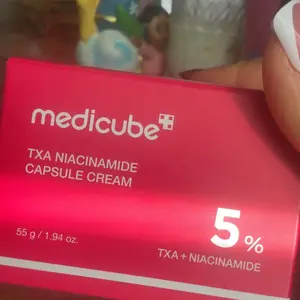 medicube
TXA NIACINAMIDE
CAPSULE CREAM
5%
55 g / 1.94 oz.
TXA + NIACINAMIDE